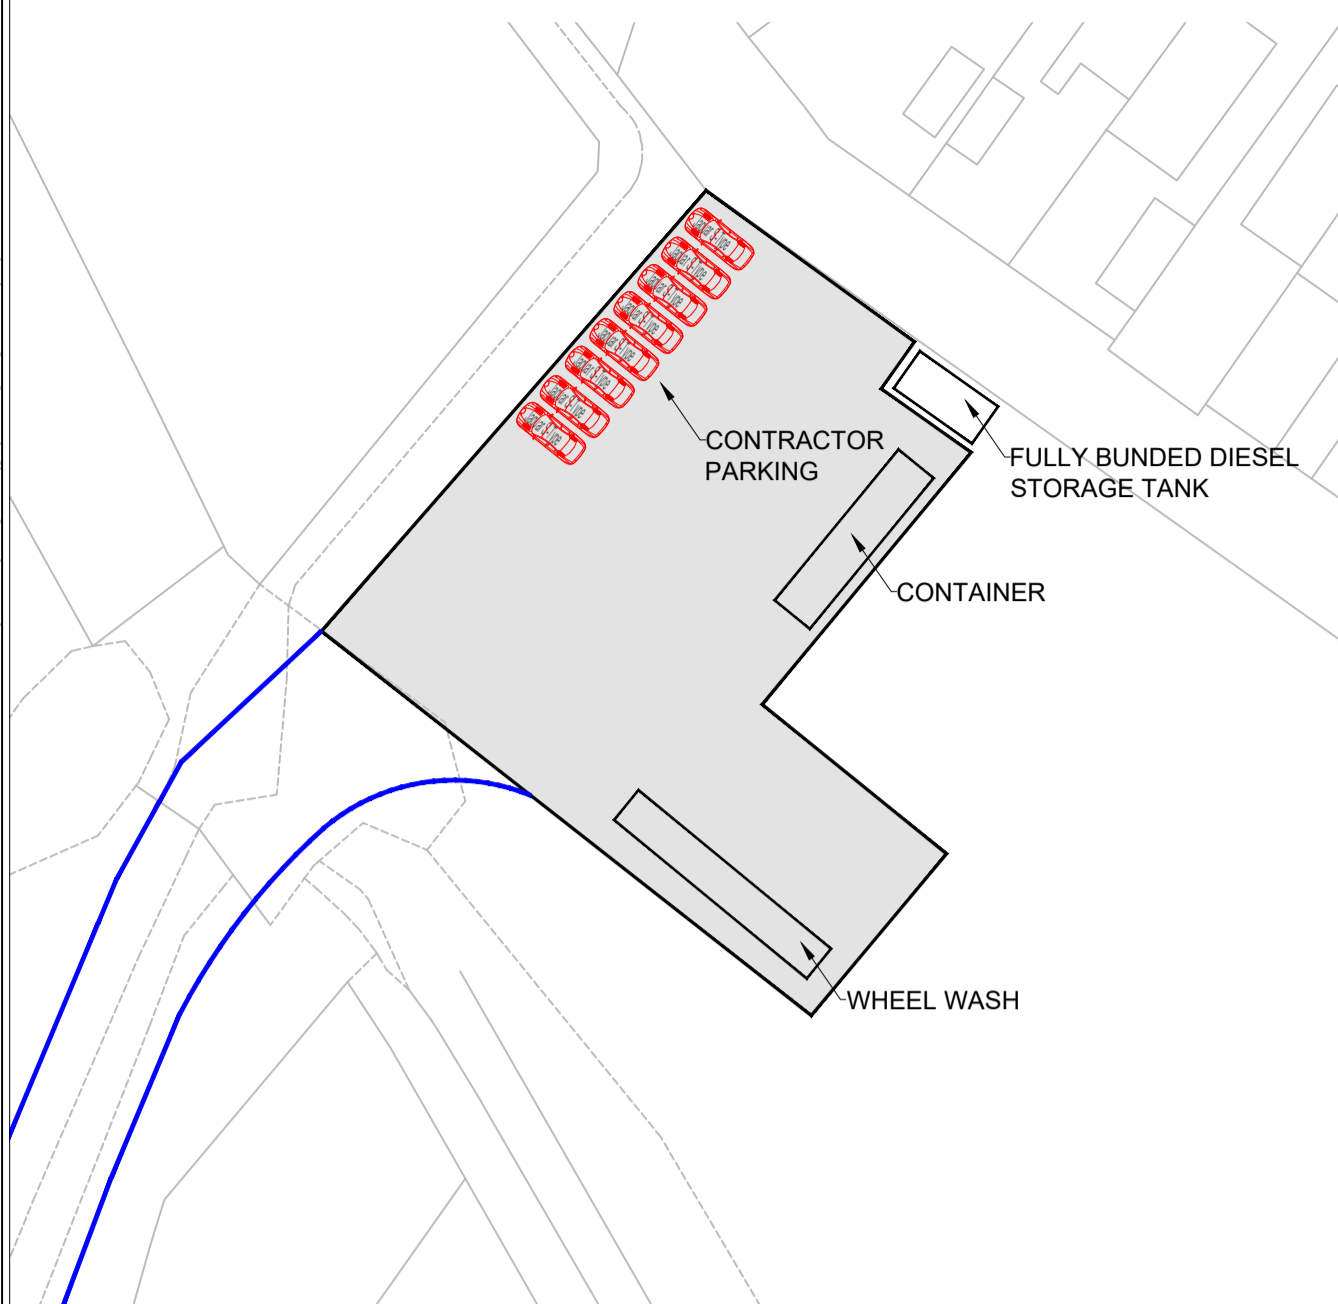 CONTRACTOR
PARKING
FULLY BUNDED DIESEL
STORAGE TANK
CONTAINER
WHEEL WASH